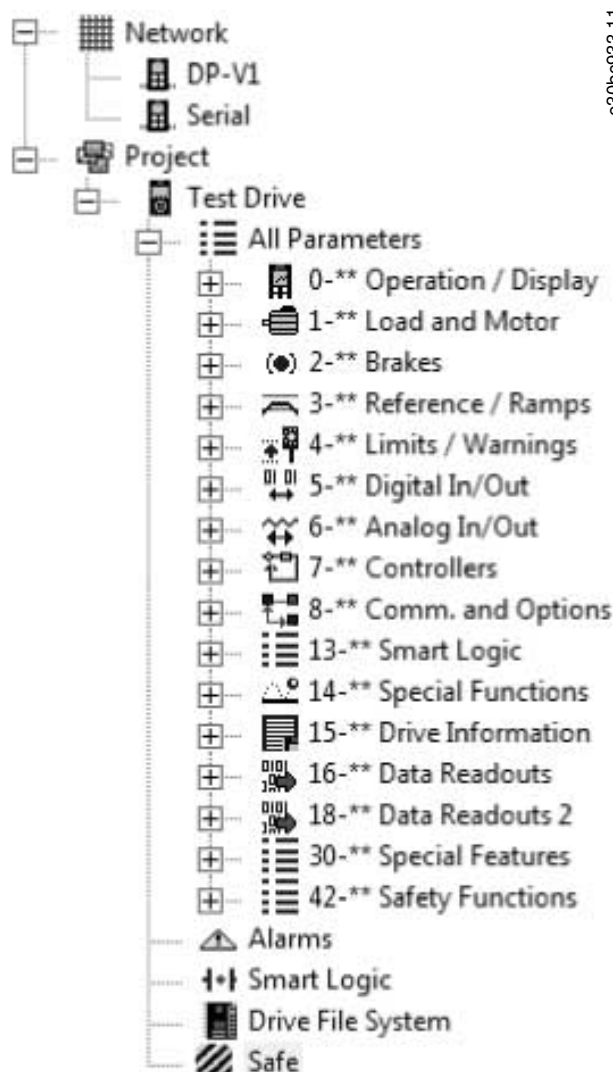 Network
DP-V1
Serial
Project
Test Drive
All Parameters
0-** Operation / Display
1-** Load and Motor
2-** Brakes
3-** Reference / Ramps
4-** Limits / Warnings
5-** Digital In/Out
6-** Analog In/Out
7-** Controllers
8-** Comm. and Options
13-** Smart Logic
14-** Special Functions
15-** Drive Information
16-** Data Readouts
18-** Data Readouts 2
30-** Special Features
42-** Safety Functions
Alarms
Smart Logic
Drive File System
Safe